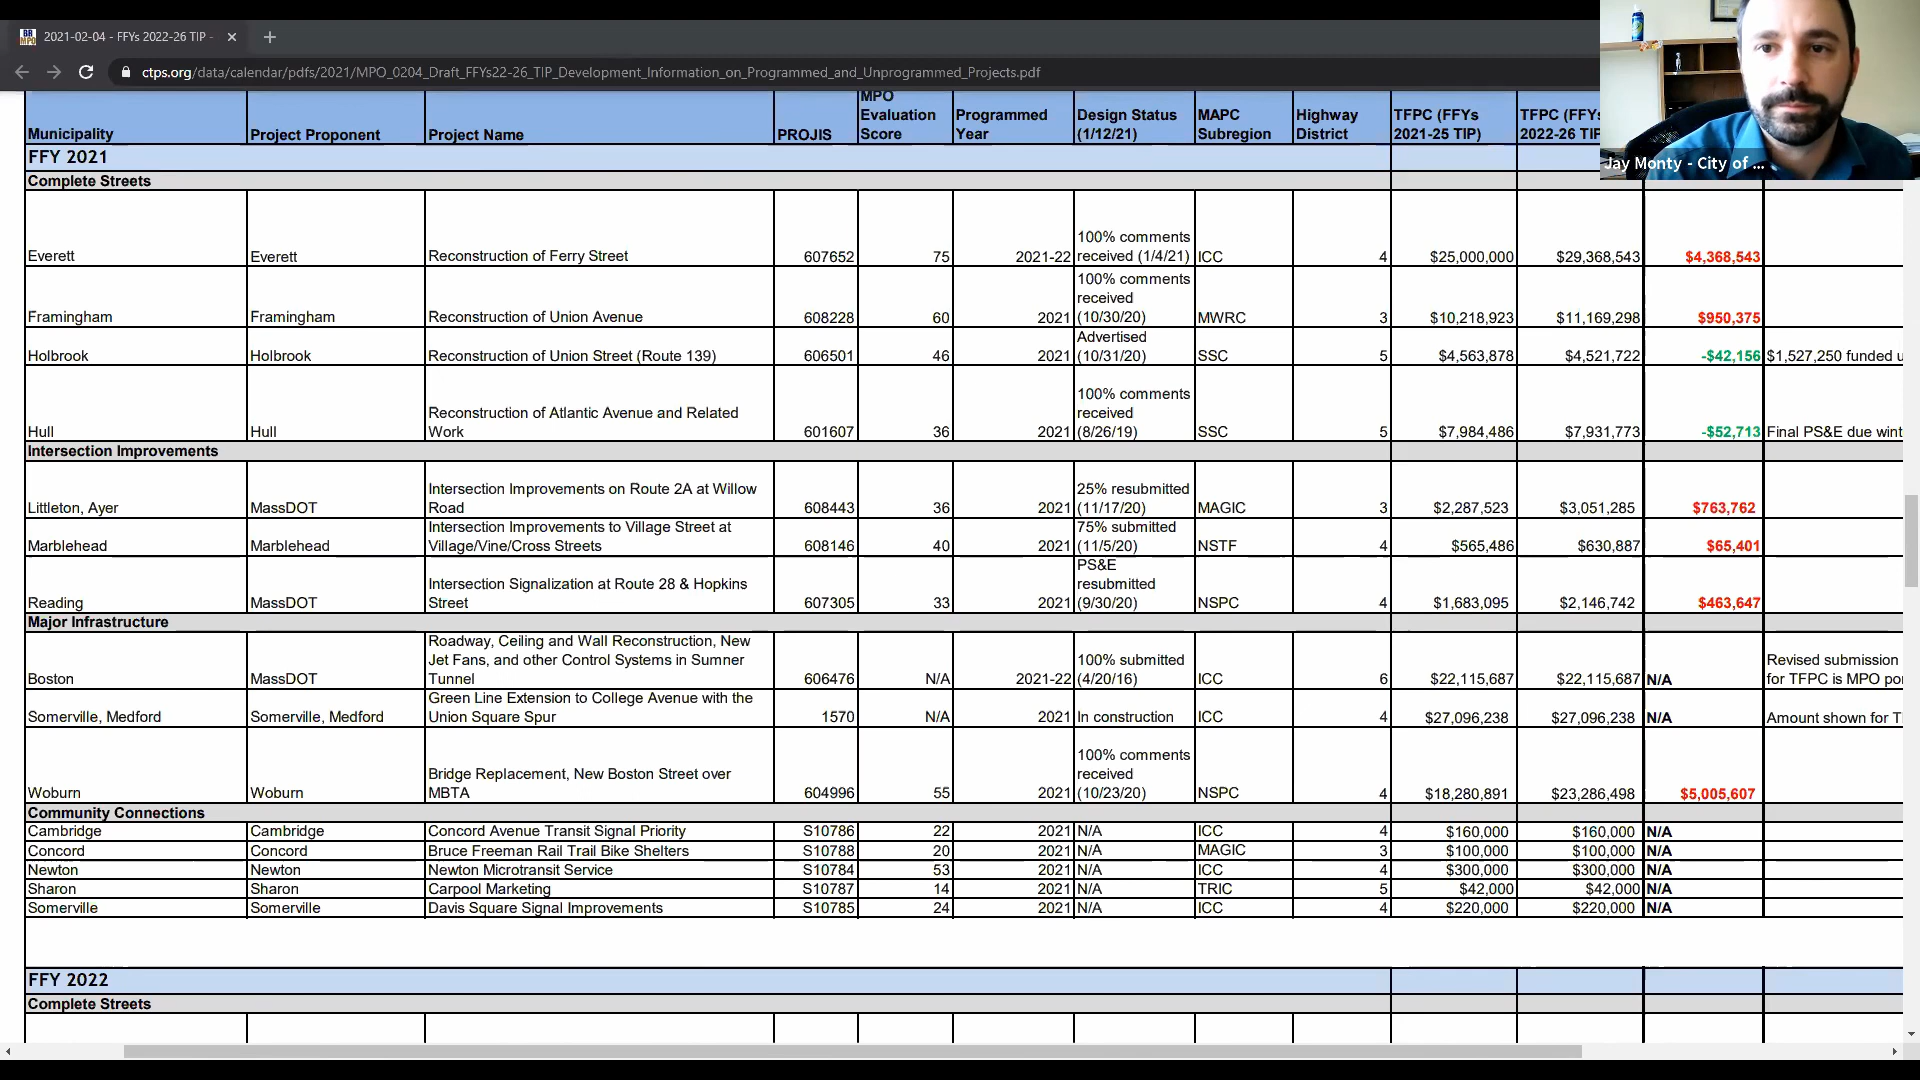 2021-02-04 - FFYs 2022-26 TIP -
ctps.org/data/calendar/pdfs/2021/MPO_0204_Draft_FFYs22-26_TIP_Development_Information_on_Programmed_and_Unprogrammed_Projects.pdf
Jay Monty - City of ...
Municipality Project Proponent Project Name PROJIS MPO Evaluation Score Programmed Year Design Status (1/12/21) MAPC Subregion Highway District TFPC (FFYs 2021-25 TIP) TFPC (FFYs 2022-26 TIP
FFY 2021
Complete Streets
Everett Everett Reconstruction of Ferry Street 607652 75 2021-22 100% comments received (1/4/21) ICC 4 $25,000,000 $29,368,543 $4,368,543
Framingham Framingham Reconstruction of Union Avenue 608228 60 2021 100% comments received (10/30/20) MWRC 3 $10,218,923 $11,169,298 $950,375
Holbrook Holbrook Reconstruction of Union Street (Route 139) 606501 46 2021 Advertised (10/31/20) SSC 5 $4,563,878 $4,521,722 -$42,156 $1,527,250 funded u
Hull Hull Reconstruction of Atlantic Avenue and Related Work 601607 36 2021 100% comments received (8/26/19) SSC 5 $7,984,486 $7,931,773 -$52,713 Final PS&E due wint
Intersection Improvements
Littleton, Ayer MassDOT Intersection Improvements on Route 2A at Willow Road 608443 36 2021 25% resubmitted (11/17/20) MAGIC 3 $2,287,523 $3,051,285 $763,762
Marblehead Marblehead Intersection Improvements to Village Street at Village/Vine/Cross Streets 608146 40 2021 75% submitted (11/5/20) NSTF 4 $565,486 $630,887 $65,401
Reading MassDOT Intersection Signalization at Route 28 & Hopkins Street 607305 33 2021 PS&E resubmitted (9/30/20) NSPC 4 $1,683,095 $2,146,742 $463,647
Major Infrastructure
Boston MassDOT Roadway, Ceiling and Wall Reconstruction, New Jet Fans, and other Control Systems in Sumner Tunnel 606476 N/A 2021-22 100% submitted (4/20/16) ICC 6 $22,115,687 $22,115,687 N/A Revised submission for TFPC is MPO por
Somerville, Medford Somerville, Medford Green Line Extension to College Avenue with the Union Square Spur 1570 N/A 2021 In construction ICC 4 $27,096,238 $27,096,238 N/A Amount shown for T
Woburn Woburn Bridge Replacement, New Boston Street over MBTA 604996 55 2021 100% comments received (10/23/20) NSPC 4 $18,280,891 $23,286,498 $5,005,607
Community Connections
Cambridge Cambridge Concord Avenue Transit Signal Priority S10786 22 2021 N/A ICC 4 $160,000 $160,000 N/A
Concord Concord Bruce Freeman Rail Trail Bike Shelters S10788 20 2021 N/A MAGIC 3 $100,000 $100,000 N/A
Newton Newton Newton Microtransit Service S10784 53 2021 N/A ICC 4 $300,000 $300,000 N/A
Sharon Sharon Carpool Marketing S10787 14 2021 N/A TRIC 5 $42,000 $42,000 N/A
Somerville Somerville Davis Square Signal Improvements S10785 24 2021 N/A ICC 4 $220,000 $220,000 N/A
FFY 2022
Complete Streets